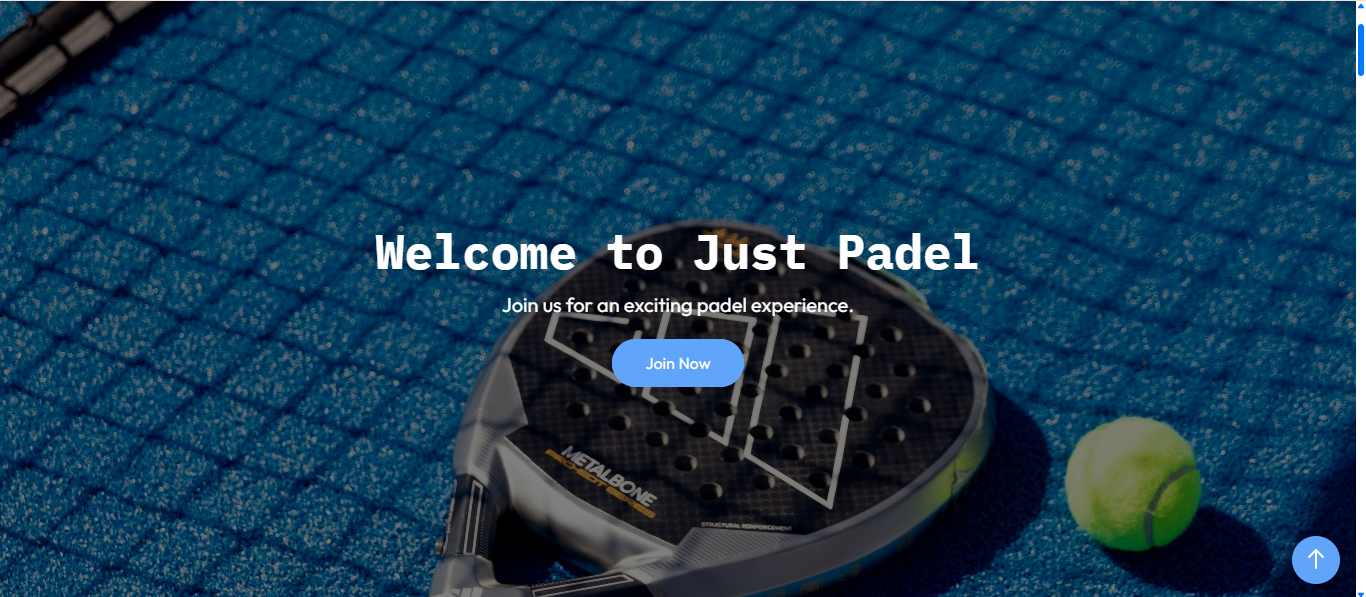 Welcome to Just Padel
Join us for an exciting padel experience.
Join Now
METALBONE
STRUCTURAL REINFORCEMENT